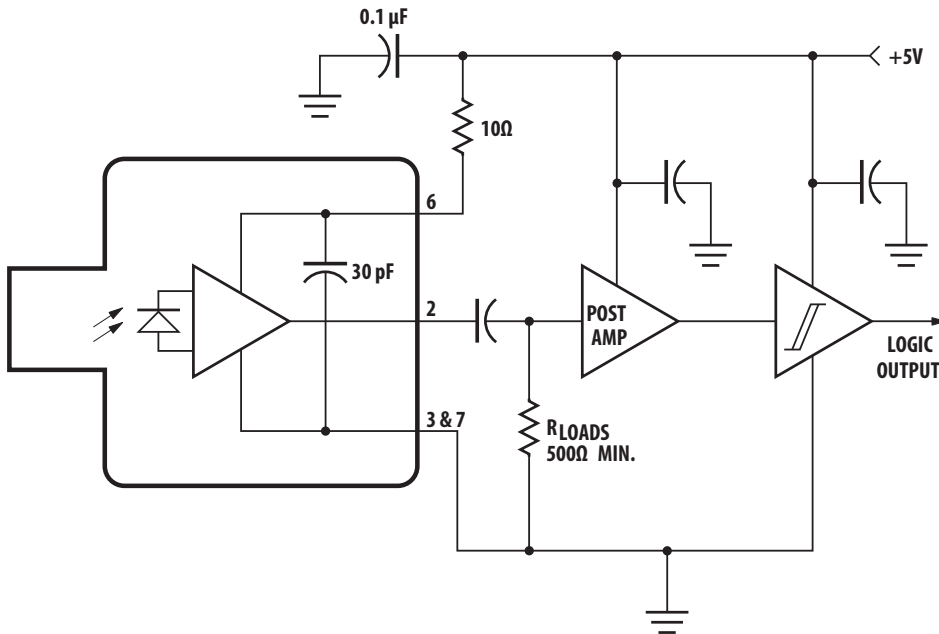 0.1 µF
+5V
10Ω
6
30 pF
2
POST
AMP
LOGIC
OUTPUT
3 & 7
RLOADS
500Ω MIN.